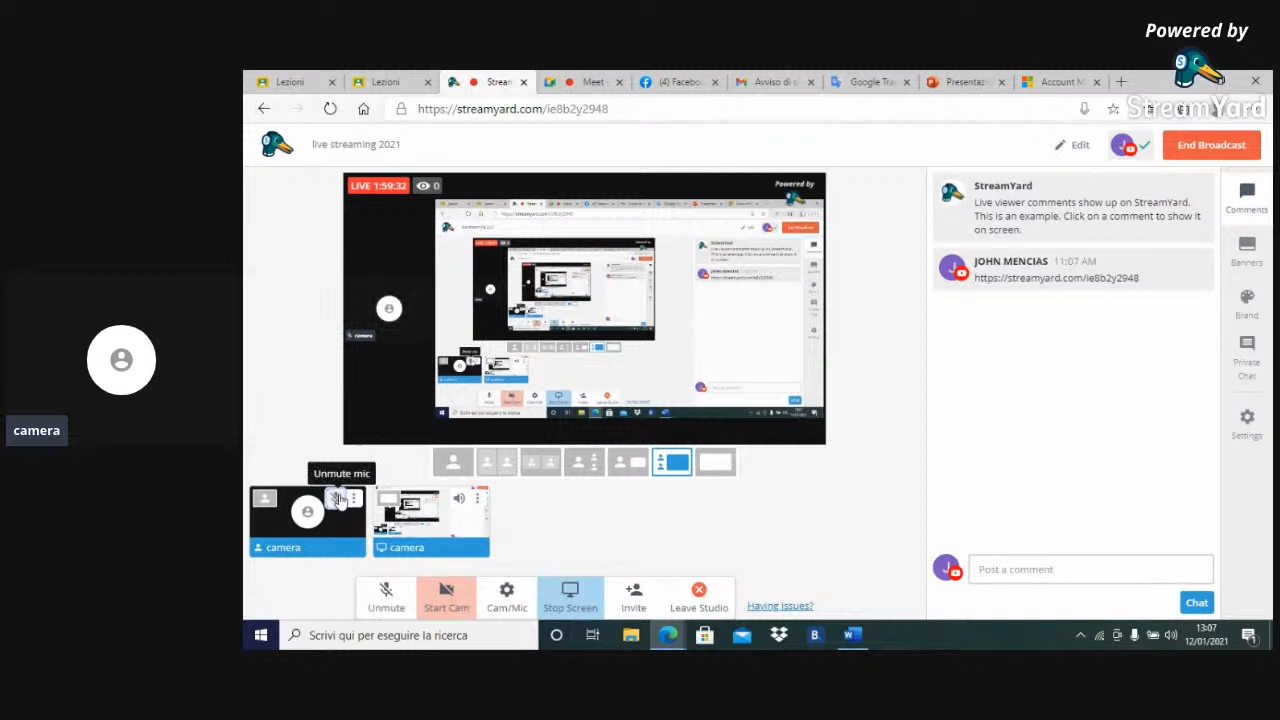 Powered by
StreamYard
Lezioni
Lezioni
Stream
Meet
(4) Facebo
Avviso di s
Google Tra
Presentazi
Account M
https://streamyard.com/ie8b2y2948
live streaming 2021
Edit
J
End Broadcast
LIVE 1:59:32
0
Powered by
camera
StreamYard
Live viewer comments show up on StreamYard.
This is an example. Click on a comment to show it
on screen.
JOHN MENCIAS 11:07 AM
J
https://streamyard.com/ie8b2y2948
Comments
Banners
Brand
Private
Chat
Settings
camera
Unmute mic
camera
camera
J
Post a comment
Chat
Unmute
Start Cam
Cam/Mic
Stop Screen
Invite
Leave Studio
Having issues?
Scrivi qui per eseguire la ricerca
B.
13:07
12/01/2021